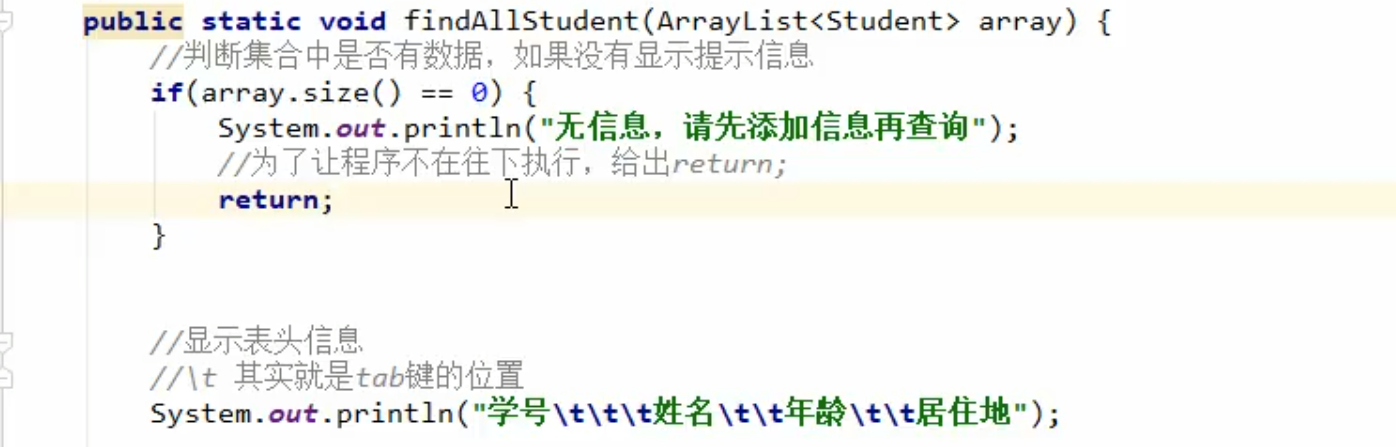 public static void findAllStudent(ArrayList<Student> array) {
//判断集合中是否有数据，如果没有显示提示信息
if(array.size() == 0) {
System.out.println("无信息，请先添加信息再查询");
//为了让程序不在往下执行，给出return;
return;
}
//显示表头信息
//\t 其实就是tab键的位置
System.out.println("学号\t\t\t姓名\t\t年龄\t\t居住地");